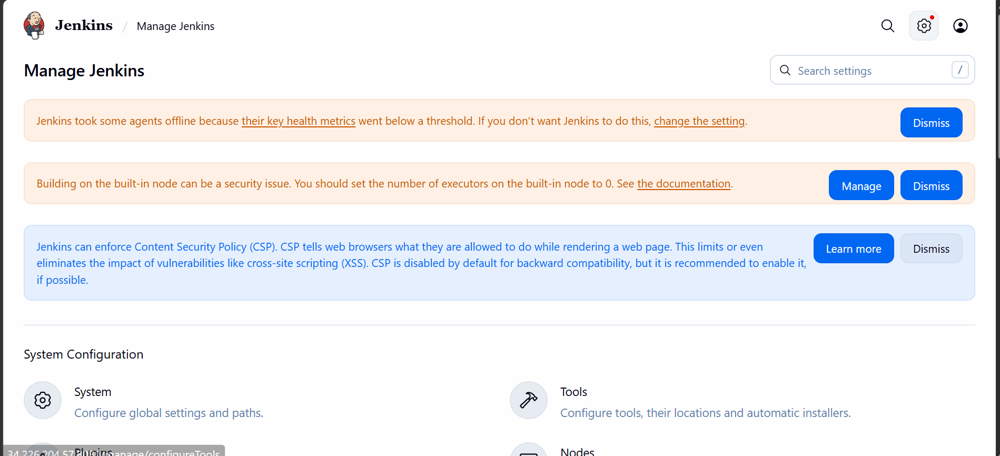 Jenkins / Manage Jenkins
Manage Jenkins
Search settings /
Jenkins took some agents offline because their key health metrics went below a threshold. If you don’t want Jenkins to do this, change the setting.
Dismiss
Building on the built-in node can be a security issue. You should set the number of executors on the built-in node to 0. See the documentation.
Manage Dismiss
Jenkins can enforce Content Security Policy (CSP). CSP tells web browsers what they are allowed to do while rendering a web page. This limits or even
eliminates the impact of vulnerabilities like cross-site scripting (XSS). CSP is disabled by default for backward compatibility, but it is recommended to enable it,
if possible.
Learn more Dismiss
System Configuration
System
Configure global settings and paths.
Tools
Configure tools, their locations and automatic installers.
Plugins
Nodes
34.226.204.57:8080/manage/configureTools